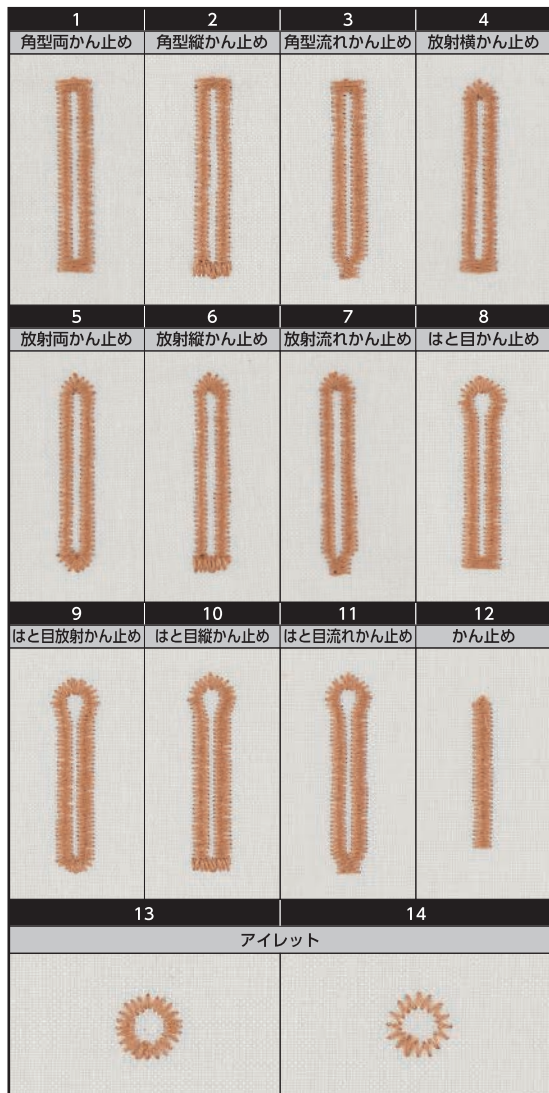 1 2 3 4
角型両かん止め 角型縦かん止め 角型流れかん止め 放射横かん止め
5 6 7 8
放射両かん止め 放射縦かん止め 放射流れかん止め はと目かん止め
9 10 11 12
はと目放射かん止め はと目縦かん止め はと目流れかん止め かん止め
13 14
アイレット